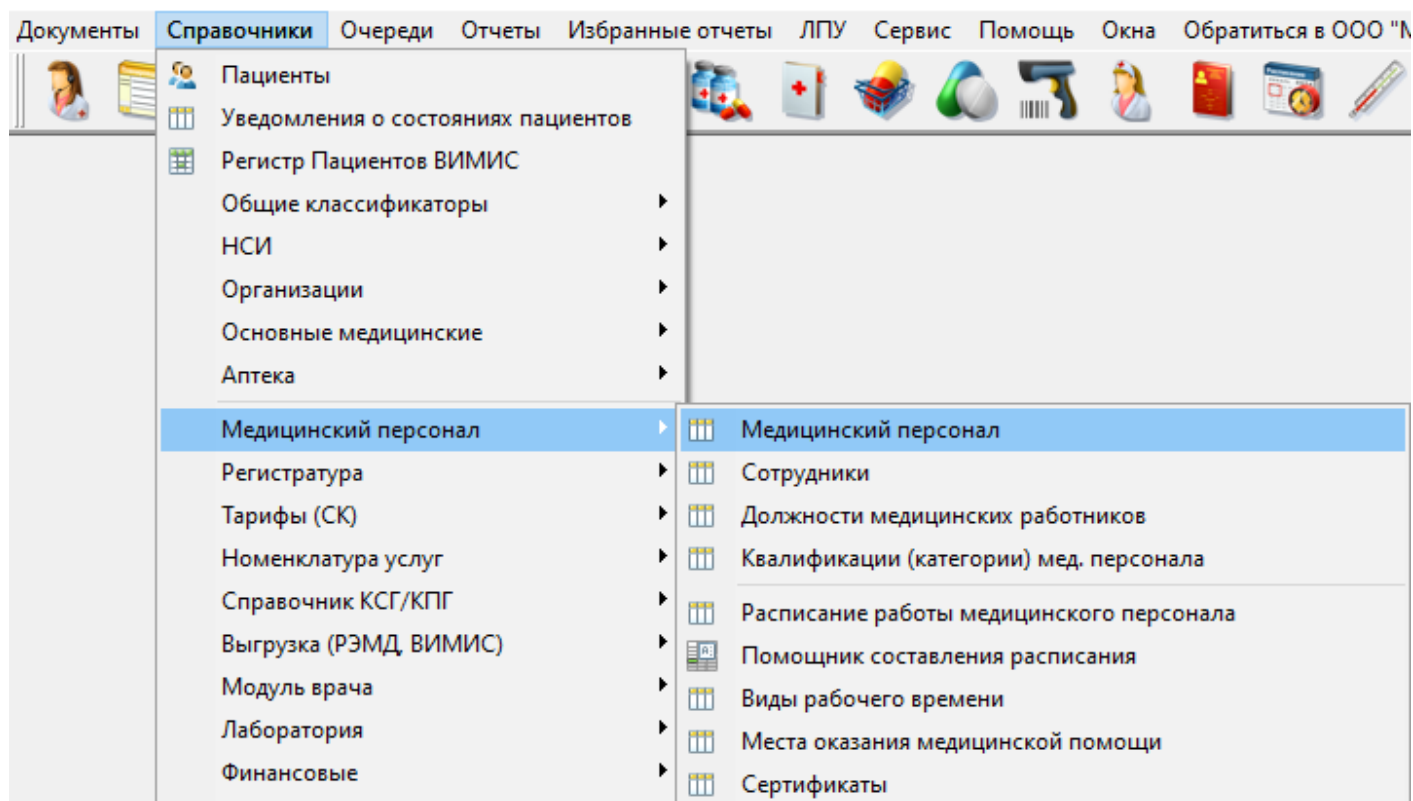 Документы Справочники Очереди Отчеты Избранные отчеты ЛПУ Сервис Помощь Окна Обратиться в ООО "М
Пациенты
Уведомления о состояниях пациентов
Регистр Пациентов ВИМИС
Общие классификаторы
НСИ
Организации
Основные медицинские
Аптека
Медицинский персонал
Регистратура
Тарифы (СК)
Номенклатура услуг
Справочник КСГ/КПГ
Выгрузка (РЭМД, ВИМИС)
Модуль врача
Лаборатория
Финансовые
Медицинский персонал
Сотрудники
Должности медицинских работников
Квалификации (категории) мед. персонала
Расписание работы медицинского персонала
Помощник составления расписания
Виды рабочего времени
Места оказания медицинской помощи
Сертификаты